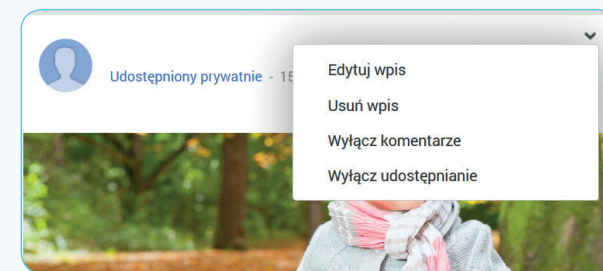 Udostępniony prywatnie - 15
Edytuj wpis
Usuń wpis
Wyłącz komentarze
Wyłącz udostępnianie